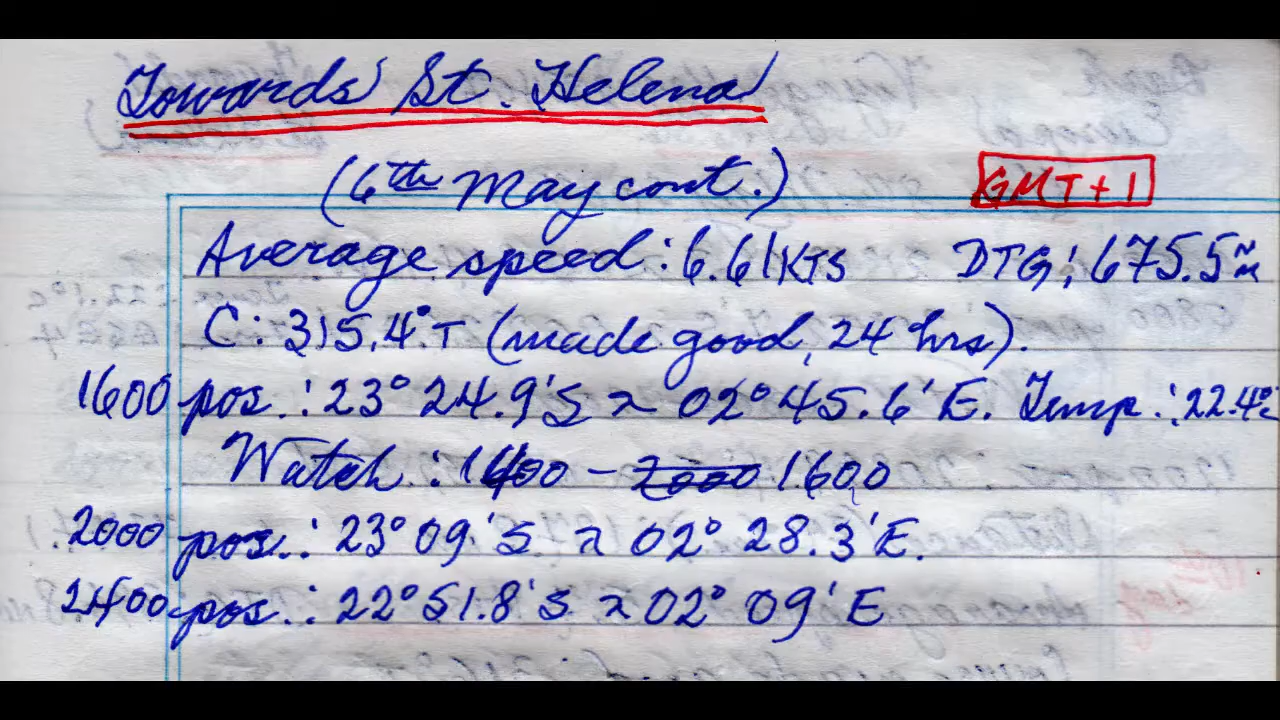 Towards St. Helena
(6th May cont.) GMT+1
Average speed: 6.61KTS DTG: 675.5nm
C: 315.4°T (made good, 24 hrs).
1600 pos.: 23° 24.9'S ~ 02° 45.6'E. Temp.: 22.4°c
Watch: 1400 - 2000 1600
2000 pos.: 23° 09.'S ~ 02° 28.3'E.
2400 pos.: 22° 51.8'S ~ 02° 09'E